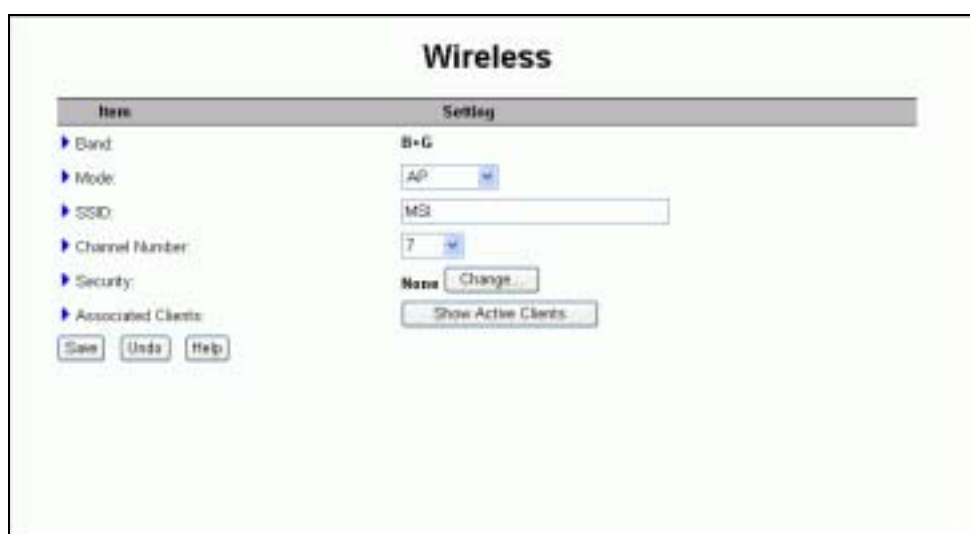 Wireless
Item Setting
Band: B+G
Mode: AP
SSID: MSI
Channel Number: 7
Security: None Change...
Associated Clients: Show Active Clients
Save Undo Help